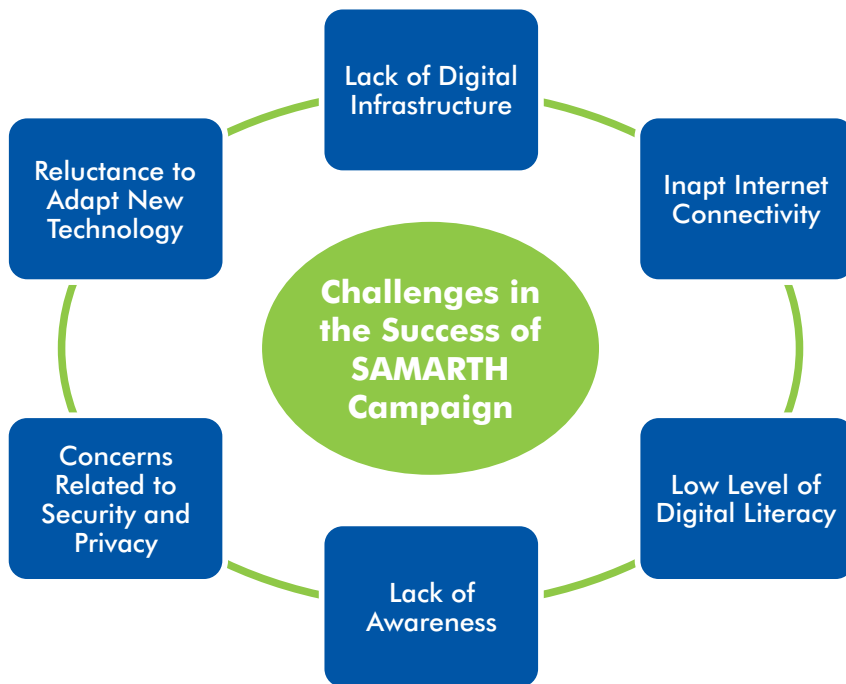 Lack of Digital
Infrastructure
Inapt Internet
Connectivity
Low Level of
Digital Literacy
Lack of
Awareness
Concerns
Related to
Security and
Privacy
Reluctance to
Adapt New
Technology
Challenges in
the Success of
SAMARTH
Campaign